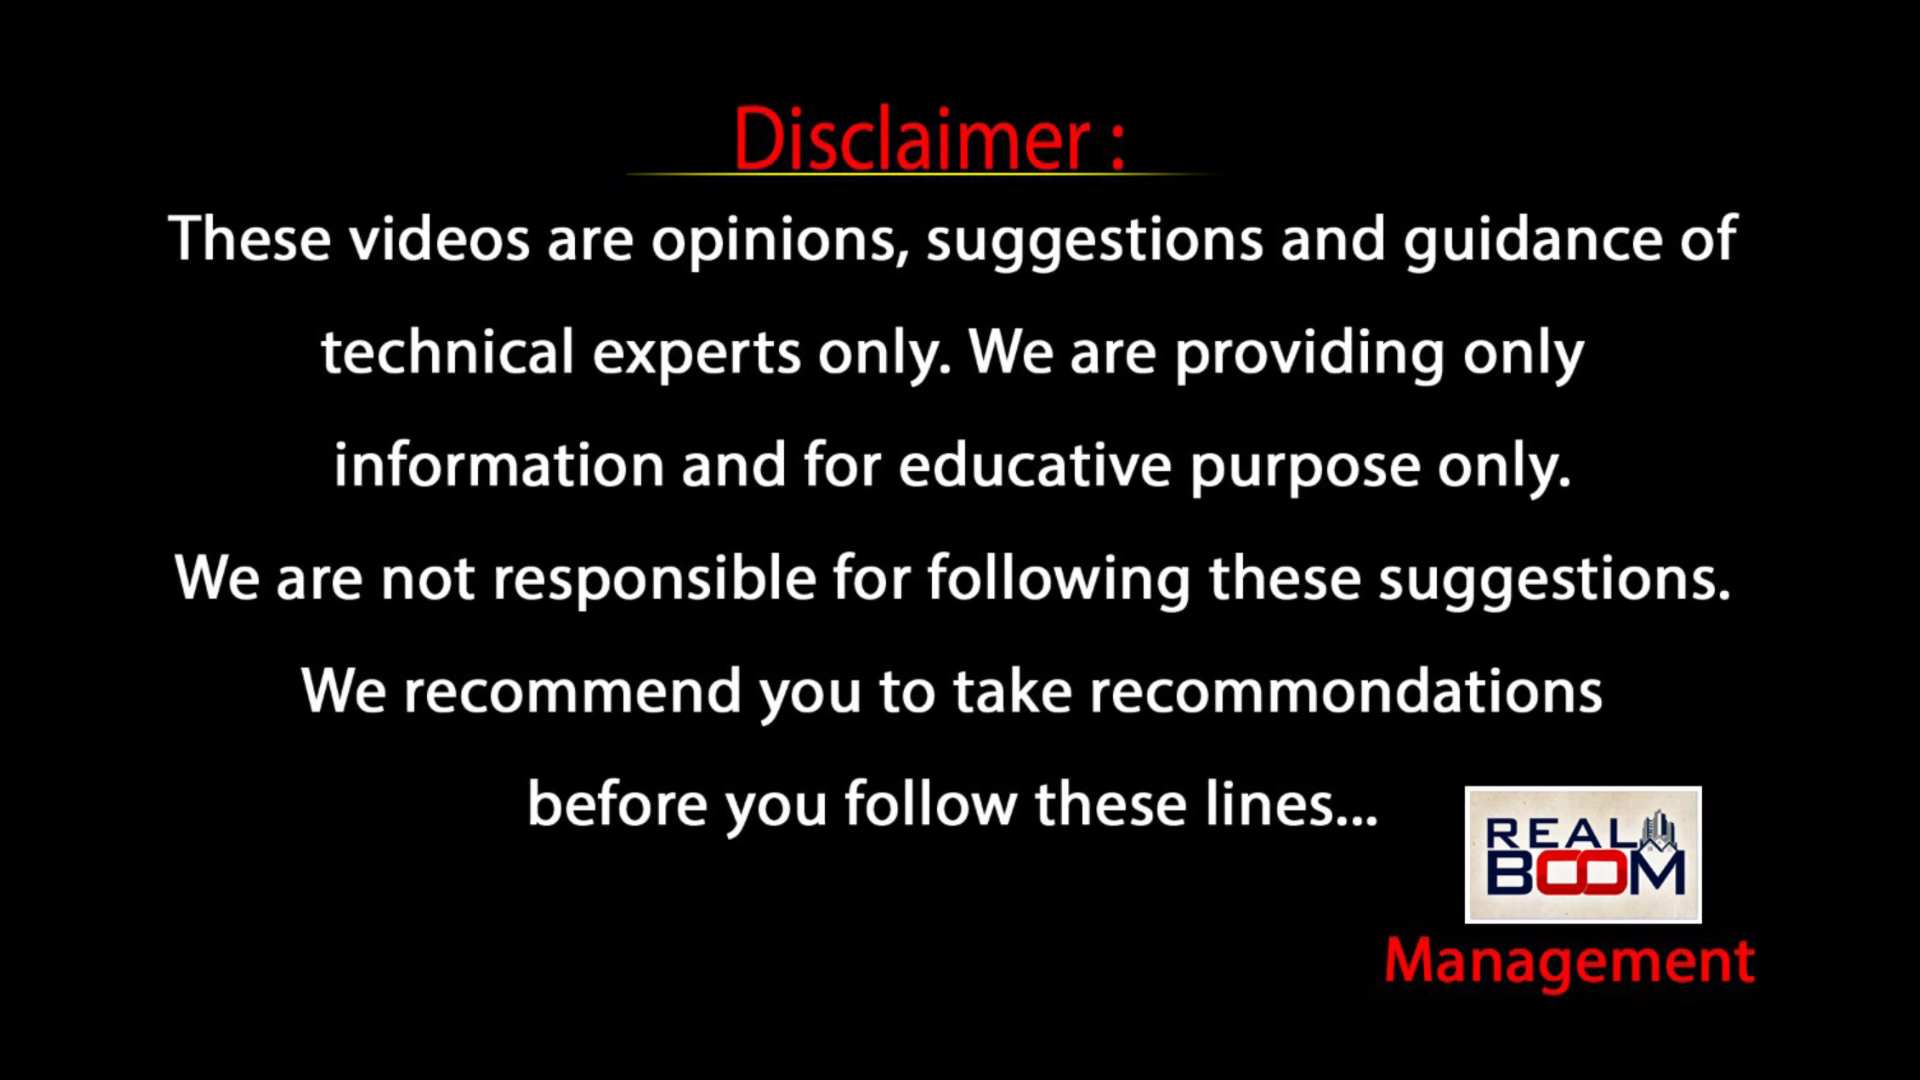 Disclaimer :
These videos are opinions, suggestions and guidance of
technical experts only. We are providing only
information and for educative purpose only.
We are not responsible for following these suggestions.
We recommend you to take recommondations
before you follow these lines...
REAL
BOOM
Management